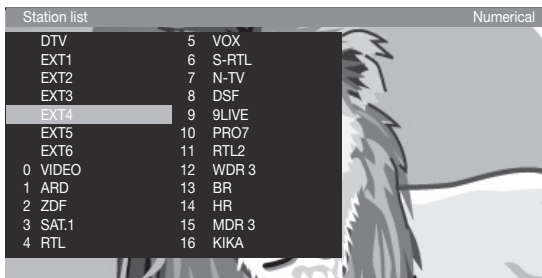 Station list
Numerical
DTV
EXT1
EXT2
EXT3
EXT4
EXT5
EXT6
0 VIDEO
1 ARD
2 ZDF
3 SAT.1
4 RTL
5 VOX
6 S-RTL
7 N-TV
8 DSF
9 9LIVE
10 PRO7
11 RTL2
12 WDR 3
13 BR
14 HR
15 MDR 3
16 KIKA